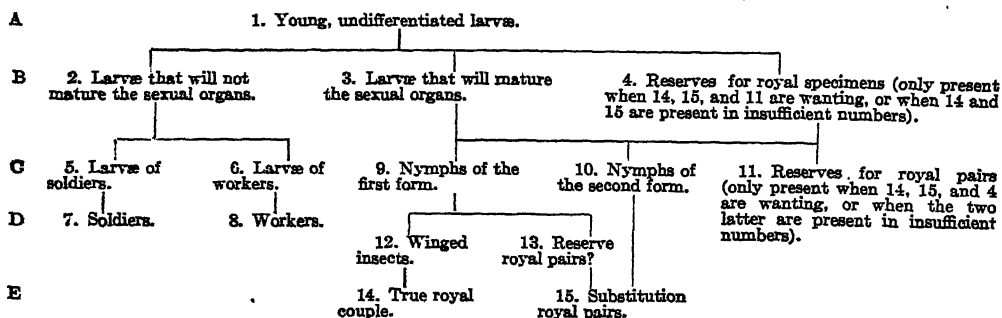 A
1. Young, undifferentiated larvæ.
B
2. Larvæ that will not
mature the sexual organs.
3. Larvæ that will mature
the sexual organs.
4. Reserves for royal specimens (only present
when 14, 15, and 11 are wanting, or when 14 and
15 are present in insufficient numbers).
C
5. Larvæ of
soldiers.
6. Larvæ of
workers.
9. Nymphs of the
first form.
10. Nymphs of
the second form.
11. Reserves for royal pairs
(only present when 14, 15, and 4
are wanting, or when the two
latter are present in insufficient
numbers).
D
7. Soldiers.
8. Workers.
12. Winged
insects.
13. Reserve
royal pairs?
E
14. True royal
couple.
15. Substitution
royal pairs.